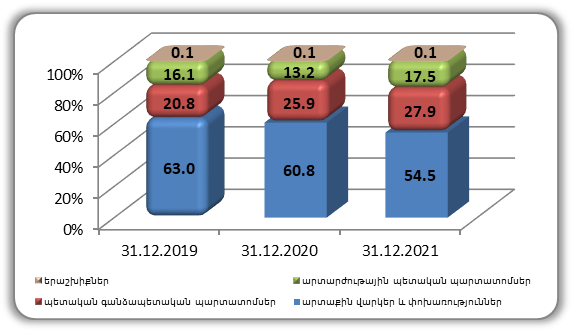 0.1 0.1 0.1
100% 16.1 13.2 17.5
80% 20.8 25.9 27.9
60%
40% 63.0 60.8 54.5
20%
0%
31.12.2019 31.12.2020 31.12.2021
երաշխիքներ արտարժութային պետական պարտատոմսեր
պետական գանձապետական պարտատոմսեր արտաքին վարկեր և փոխառություններ